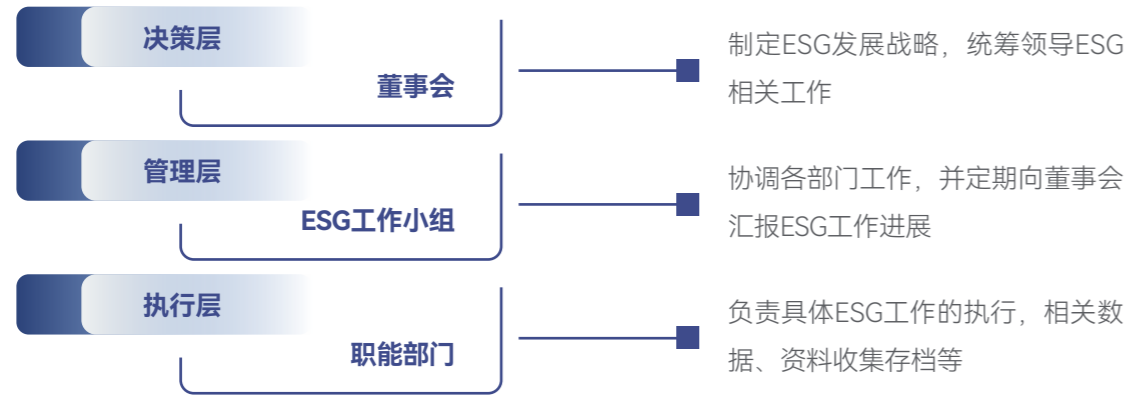 决策层
董事会
制定ESG发展战略，统筹领导ESG
相关工作
管理层
ESG工作小组
协调各部门工作，并定期向董事会
汇报ESG工作进展
执行层
职能部门
负责具体ESG工作的执行，相关数
据、资料收集存档等